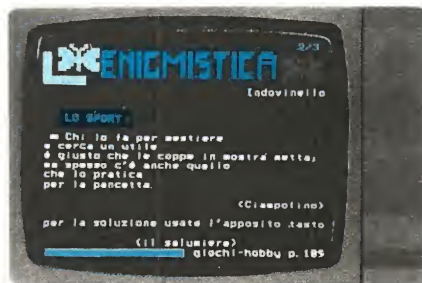 2/3
L'ENIGMISTICA
Indovinello
LO SPORT
Chi lo fa per mestiere
e cerca un utile
é giusto che le coppe in mostra metta;
ma spesso c'é anche quello
che lo pratica
per la pancetta.
(Ciampolino)
per la soluzione usate l'apposito tasto
(il salumiere)
giochi-hobby p.189